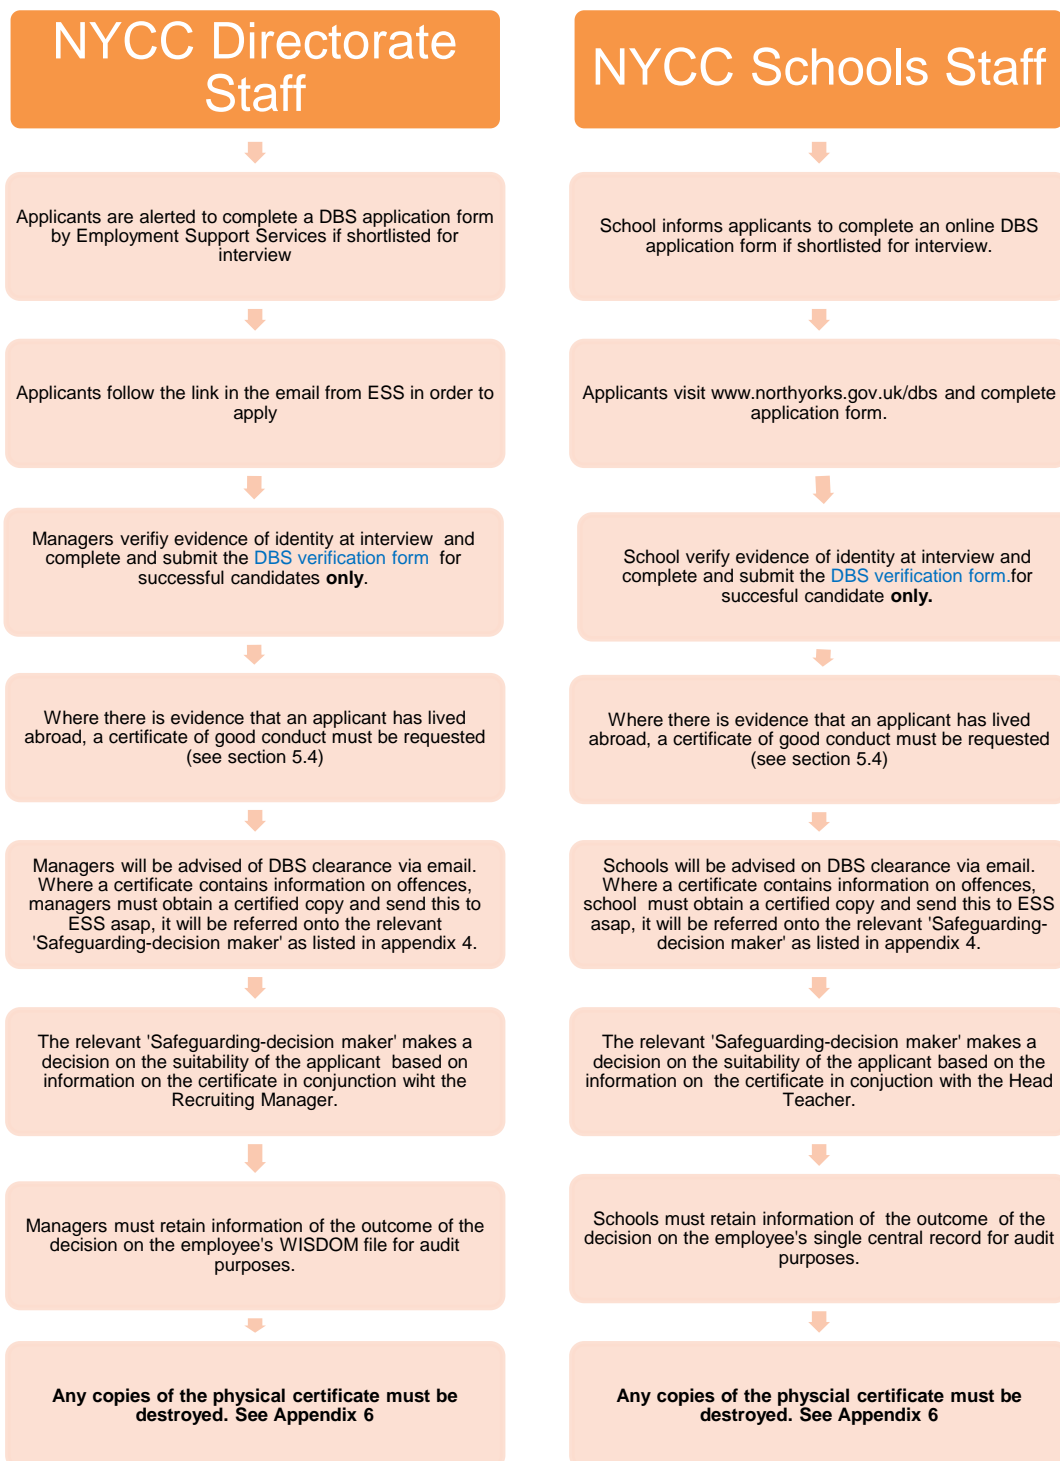 NYCC Directorate
Staff
Applicants are alerted to complete a DBS application form
by Employment Support Services if shortlisted for
interview
Applicants follow the link in the email from ESS in order to
apply
Managers verifiy evidence of identity at interview and
complete and submit the DBS verification form for
successful candidates only.
Where there is evidence that an applicant has lived
abroad, a certificate of good conduct must be requested
(see section 5.4)
Managers will be advised of DBS clearance via email.
Where a certificate contains information on offences,
managers must obtain a certified copy and send this to
ESS asap, it will be referred onto the relevant
'Safeguarding-decision maker' as listed in appendix 4.
The relevant 'Safeguarding-decision maker' makes a
decision on the suitability of the applicant based on
information on the certificate in conjunction wiht the
Recruiting Manager.
Managers must retain information of the outcome of the
decision on the employee's WISDOM file for audit
purposes.
Any copies of the physical certificate must be
destroyed. See Appendix 6
NYCC Schools Staff
School informs applicants to complete an online DBS
application form if shortlisted for interview.
Applicants visit www.northyorks.gov.uk/dbs and complete
application form.
School verify evidence of identity at interview and
complete and submit the DBS verification form.for
succesful candidate only.
Where there is evidence that an applicant has lived
abroad, a certificate of good conduct must be requested
(see section 5.4)
Schools will be advised on DBS clearance via email.
Where a certificate contains information on offences,
school must obtain a certified copy and send this to ESS
asap, it will be referred onto the relevant 'Safeguarding-
decision maker' as listed in appendix 4.
The relevant 'Safeguarding-decision maker' makes a
decision on the suitability of the applicant based on the
information on the certificate in conjuction with the Head
Teacher.
Schools must retain information of the outcome of the
decision on the employee's single central record for audit
purposes.
Any copies of the physcial certificate must be
destroyed. See Appendix 6